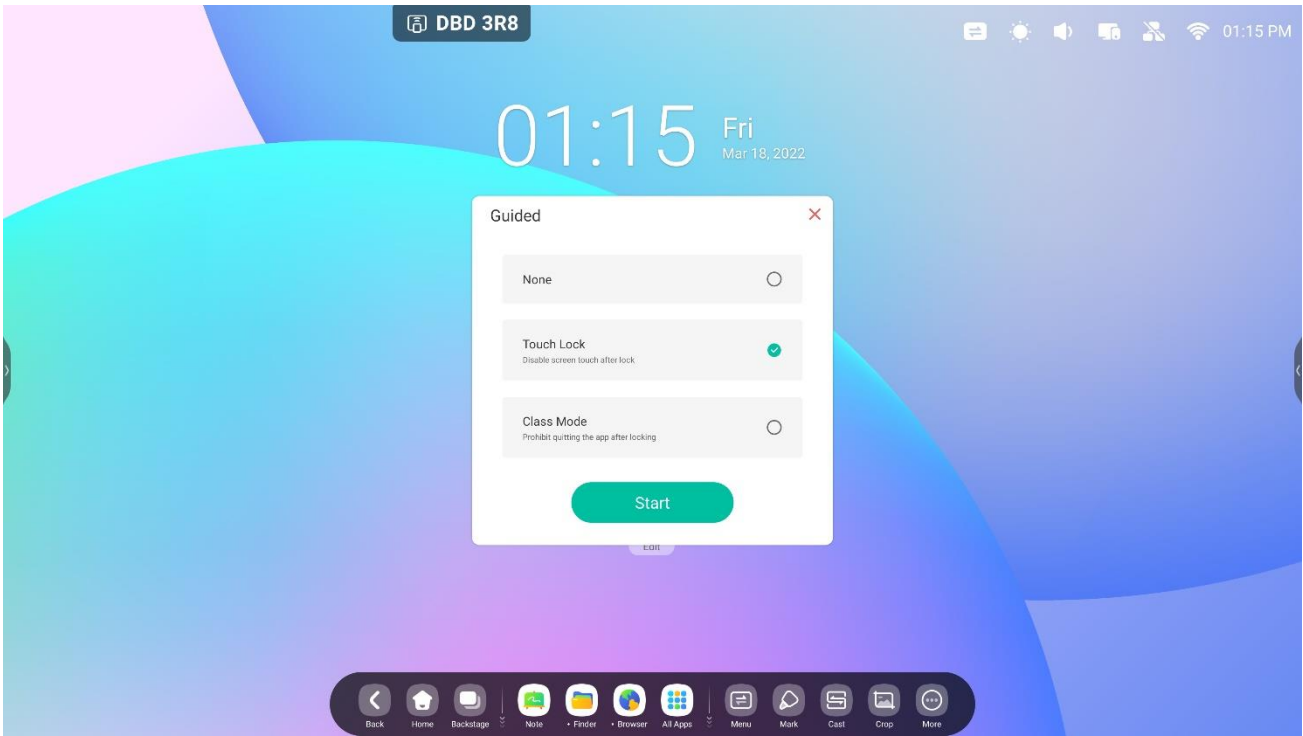 DBD 3R8
01:15 PM
01:15
Fri
Mar 18, 2022
Guided
None
Touch Lock
Disable screen touch after lock
Class Mode
Prohibit quitting the app after locking
Start
Edit
Back
Home
Backstage
Note
• Finder
• Browser
All Apps
Menu
Mark
Cast
Crop
More